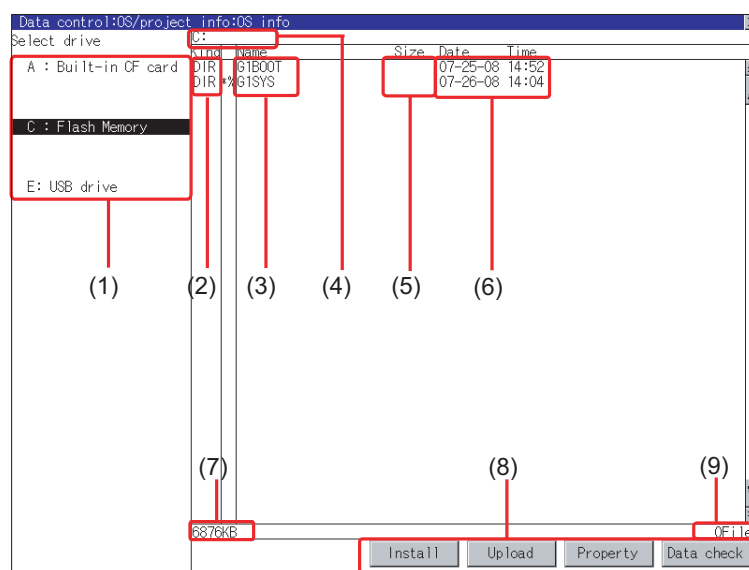 Data control:OS/project info:OS info
Select drive
C:
Kind Name Size Date Time
A : Built-in CF card
DIR G1BOOT 07-25-08 14:52
DIR *%G1SYS 07-26-08 14:04
C : Flash Memory
E: USB drive
(1) (2) (3) (4) (5) (6)
(7) (8) (9)
6876KB 0File
Install Upload Property Data check